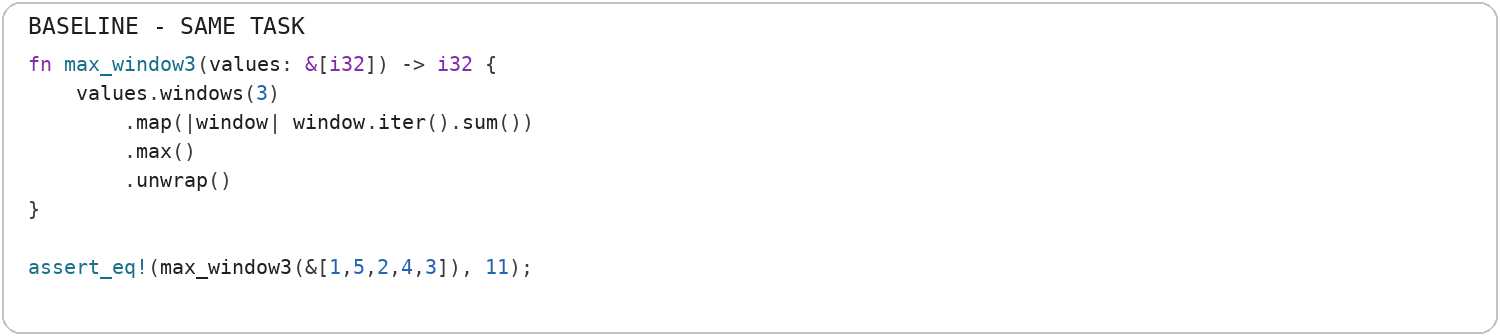 BASELINE - SAME TASK
fn max_window3(values: &[i32]) -> i32 {
    values.windows(3)
        .map(|window| window.iter().sum())
        .max()
        .unwrap()
}

assert_eq!(max_window3(&[1,5,2,4,3]), 11);